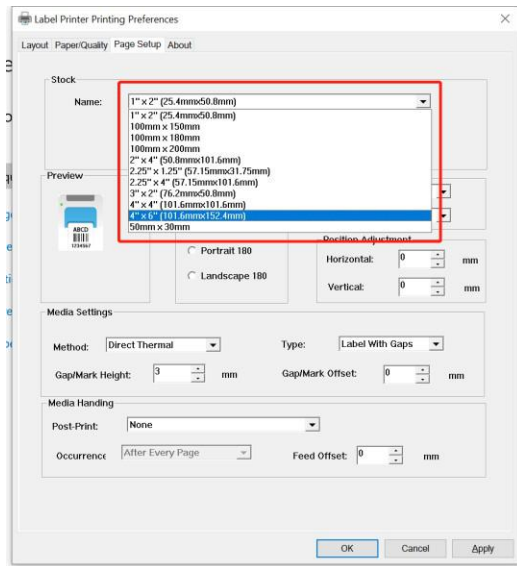 Label Printer Printing Preferences
Layout Paper/Quality Page Setup About
Stock
Name: 1" x 2" (25.4mmx50.8mm)
1" x 2" (25.4mmx50.8mm)
100mm x 150mm
100mm x 180mm
100mm x 200mm
2" x 4" (50.8mmx101.6mm)
2.25" x 1.25" (57.15mmx31.75mm)
2.25" x 4" (57.15mmx101.6mm)
3" x 2" (76.2mmx50.8mm)
4" x 4" (101.6mmx101.6mm)
4" x 6" (101.6mmx152.4mm)
50mm x 30mm
Preview
ABCD
1234567
Portrait 180
Landscape 180
Position Adjustment
Horizontal: 0 mm
Vertical: 0 mm
Media Settings
Method: Direct Thermal Type: Label With Gaps
Gap/Mark Height: 3 mm Gap/Mark Offset: 0 mm
Media Handing
Post-Print: None
Occurrence After Every Page Feed Offset: 0 mm
OK Cancel Apply